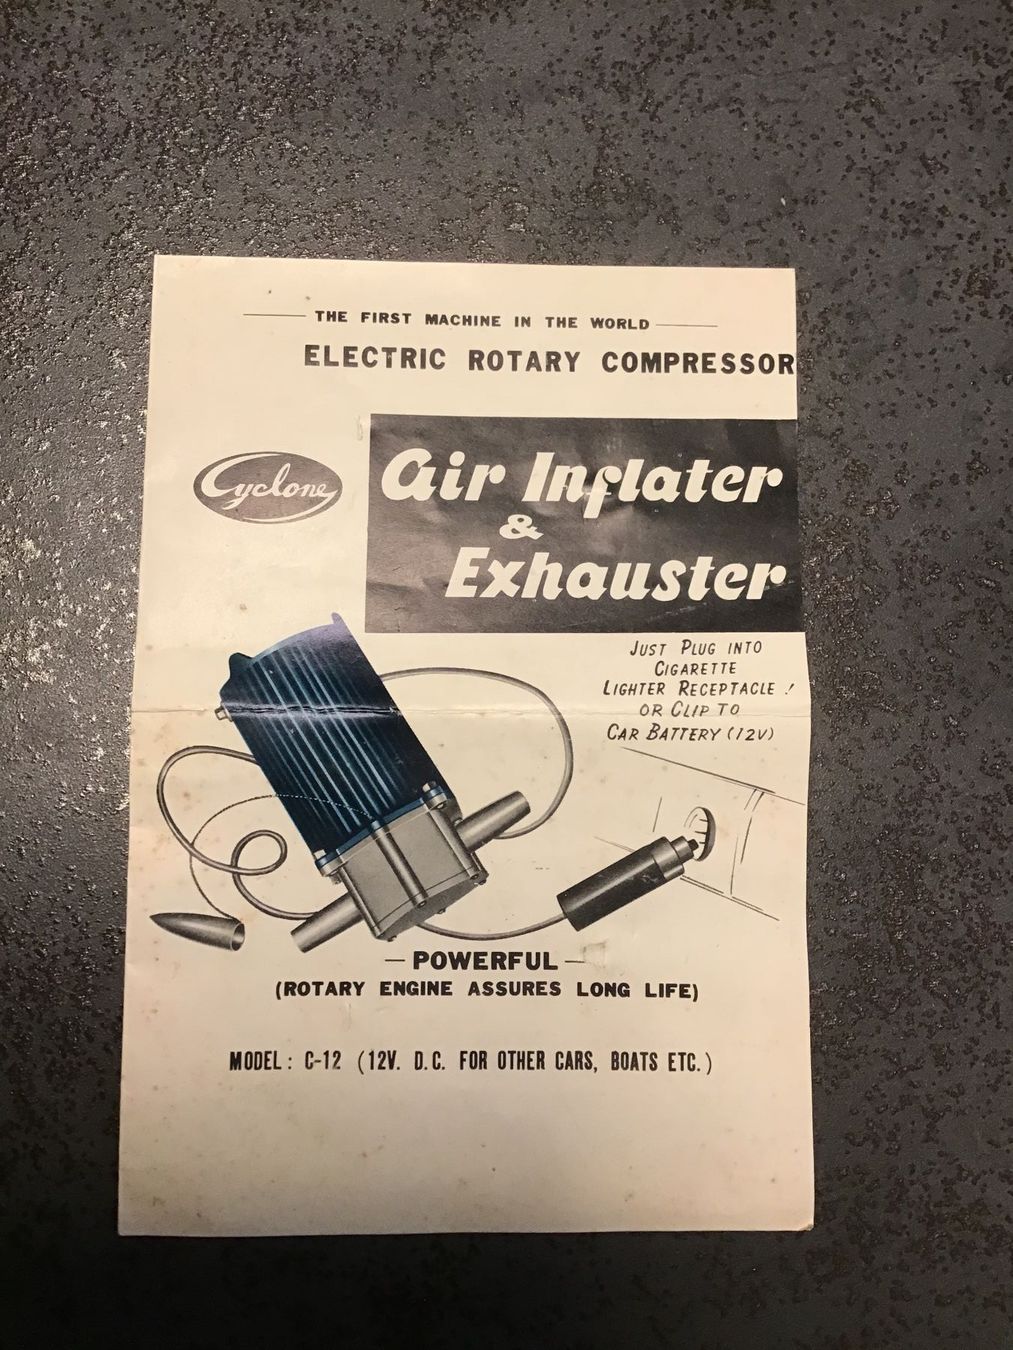 THE FIRST MACHINE IN THE WORLD
ELECTRIC ROTARY COMPRESSOR
Cyclone
Air Inflater
&
Exhauster
JUST PLUG INTO
CIGARETTE
LIGHTER RECEPTACLE !
OR CLIP TO
CAR BATTERY (12V)
— POWERFUL —
(ROTARY ENGINE ASSURES LONG LIFE)
MODEL : C-12 (12V. D.C. FOR OTHER CARS, BOATS ETC.)